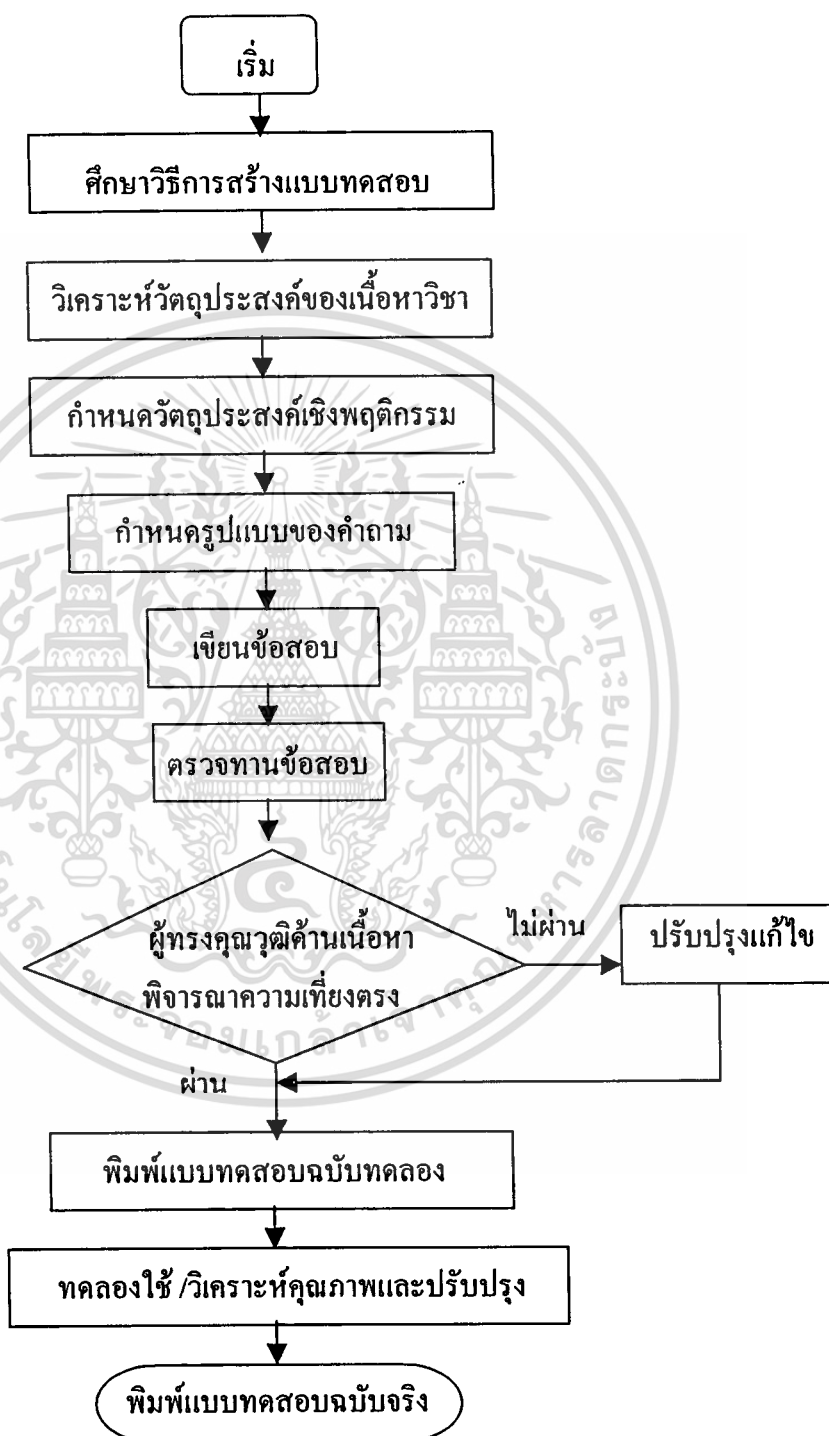 เริ่ม
ศึกษาวิธีการสร้างแบบทดสอบ
วิเคราะห์วัตถุประสงค์ของเนื้อหาวิชา
กำหนดวัตถุประสงค์เชิงพฤติกรรม
กำหนดรูปแบบของคำถาม
เขียนข้อสอบ
ตรวจทานข้อสอบ
ผู้ทรงคุณวุฒิด้านเนื้อหา
พิจารณาความเที่ยงตรง
ไม่ผ่าน
ปรับปรุงแก้ไข
ผ่าน
พิมพ์แบบทดสอบฉบับทดลอง
ทดลองใช้ /วิเคราะห์คุณภาพและปรับปรุง
พิมพ์แบบทดสอบฉบับจริง